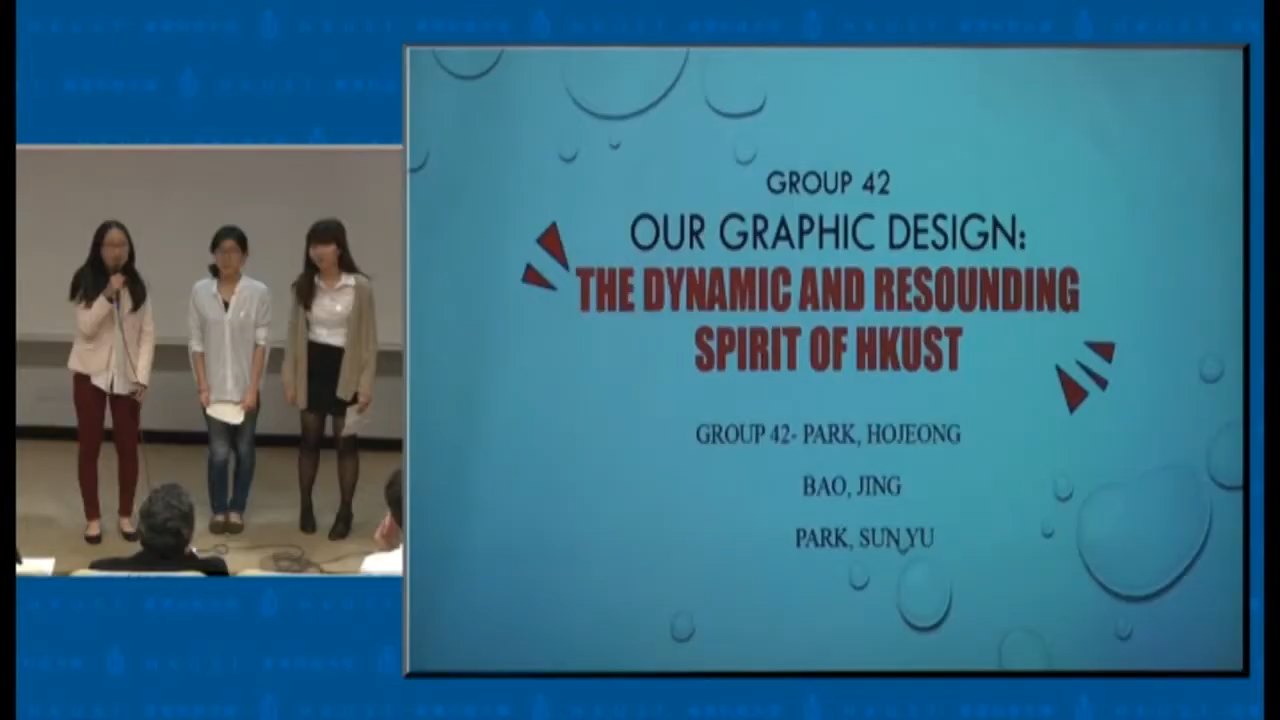 GROUP 42
OUR GRAPHIC DESIGN:
THE DYNAMIC AND RESOUNDING
SPIRIT OF HKUST
GROUP 42- PARK, HOJEONG
BAO, JING
PARK, SUN YU